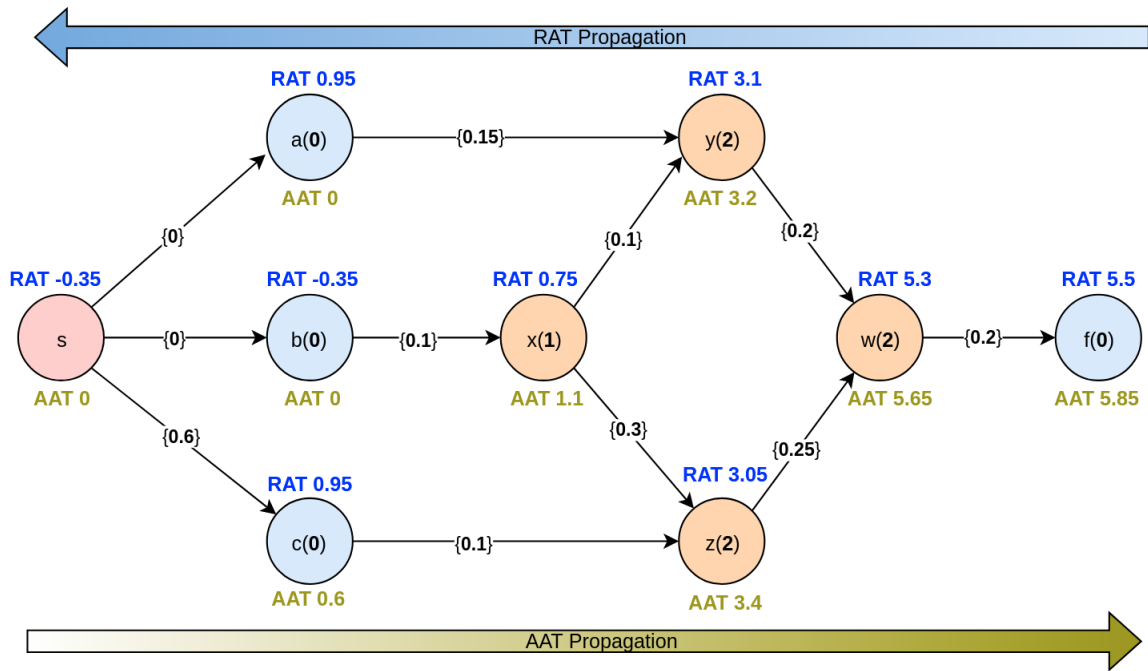 RAT Propagation
RAT 0.95
RAT 3.1
a(0)
{0.15}
y(2)
AAT 0
AAT 3.2
{0}
{0.1}
{0.2}
RAT -0.35
RAT -0.35
RAT 0.75
RAT 5.3
RAT 5.5
s
{0}
b(0)
{0.1}
x(1)
w(2)
{0.2}
f(0)
AAT 0
AAT 0
AAT 1.1
AAT 5.65
AAT 5.85
{0.6}
{0.3}
{0.25}
RAT 0.95
RAT 3.05
c(0)
{0.1}
z(2)
AAT 0.6
AAT 3.4
AAT Propagation